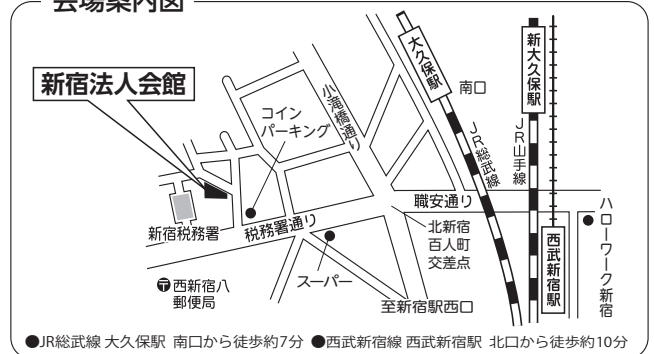 会場案内図
新宿法人会館
コイン
パーキング
小滝橋通り
大久保駅
南口
JR総武線
新大久保駅
JR山手線
職安通り
税務署通り
新宿税務署
北新宿
百人町
交差点
ハローワーク新宿
西武新宿駅
スーパー
西新宿八
郵便局
至新宿駅西口
●JR総武線 大久保駅 南口から徒歩約7分 ●西武新宿線 西武新宿駅 北口から徒歩約10分